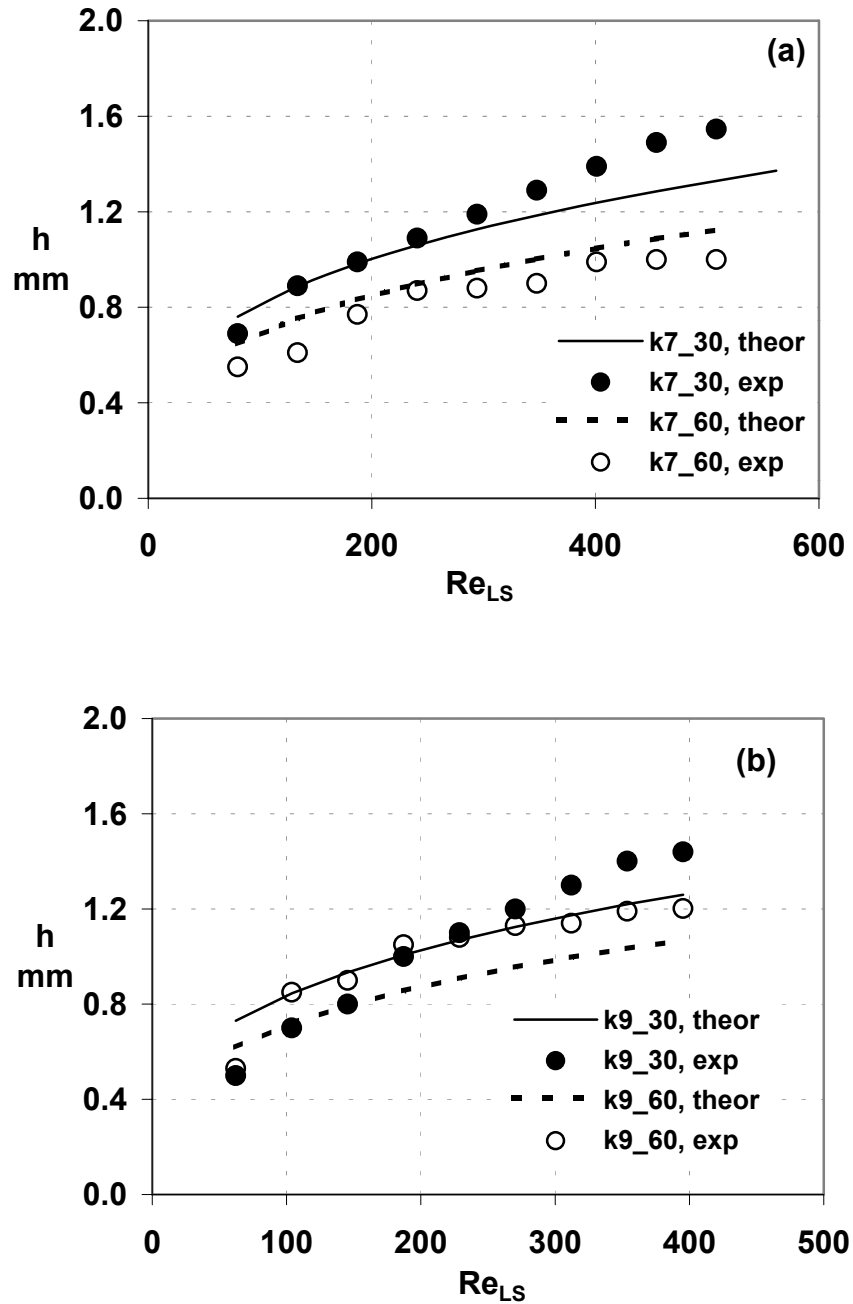 2.0
(a)
1.6
1.2
h
mm
0.8
k7_30, theor
k7_30, exp
0.4
k7_60, theor
k7_60, exp
0.0
0 200 400 600
ReLS
2.0
(b)
1.6
1.2
h
mm
0.8
k9_30, theor
k9_30, exp
0.4
k9_60, theor
k9_60, exp
0.0
0 100 200 300 400 500
ReLS